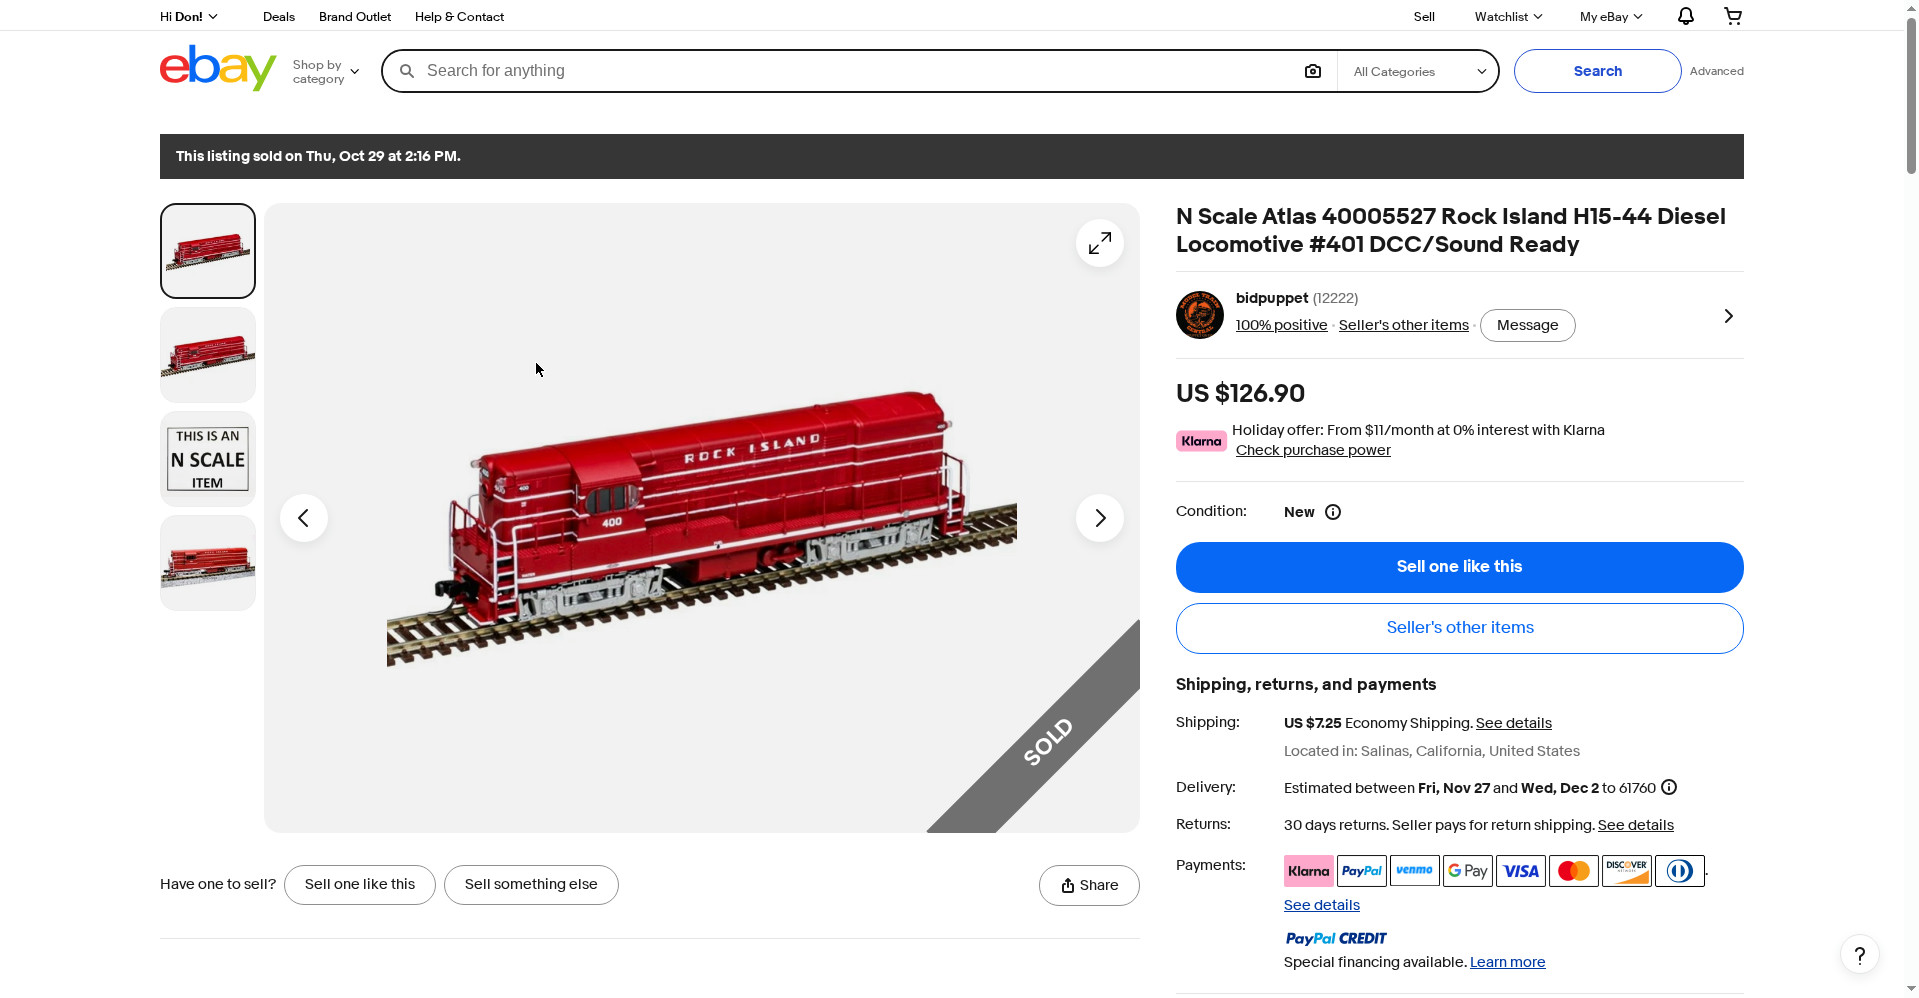 Hi Don!
Deals
Brand Outlet
Help & Contact
Sell
Watchlist
My eBay
ebay
Shop by
category
Search for anything
All Categories
Search
Advanced
This listing sold on Thu, Oct 29 at 2:16 PM.
THIS IS AN
N SCALE
ITEM
ROCK ISLAND
400
SOLD
N Scale Atlas 40005527 Rock Island H15-44 Diesel
Locomotive #401 DCC/Sound Ready
bidpuppet (12222)
100% positive · Seller's other items · Message
US $126.90
Klarna
Holiday offer: From $11/month at 0% interest with Klarna
Check purchase power
Condition: New
Sell one like this
Seller's other items
Shipping, returns, and payments
Shipping: US $7.25 Economy Shipping. See details
Located in: Salinas, California, United States
Delivery: Estimated between Fri, Nov 27 and Wed, Dec 2 to 61760
Returns: 30 days returns. Seller pays for return shipping. See details
Payments: Klarna PayPal venmo G Pay VISA DISCOVER
See details
PayPal CREDIT
Special financing available. Learn more
Have one to sell? Sell one like this Sell something else Share
?